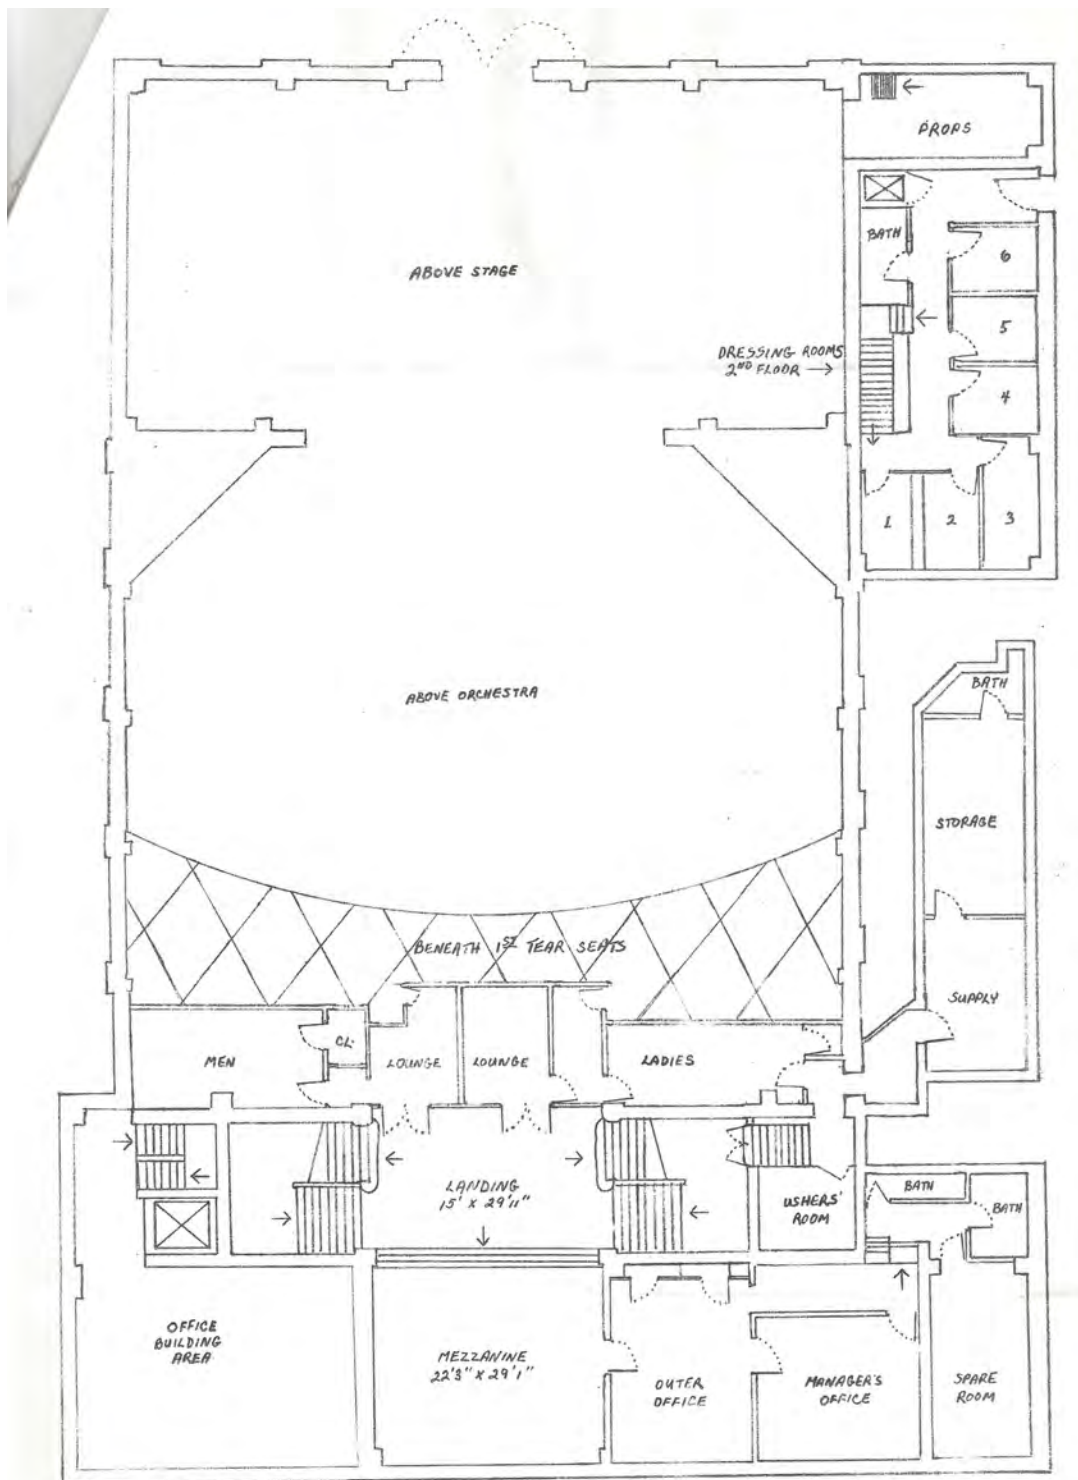 PROPS
BATH
6
ABOVE STAGE
5
DRESSING ROOMS
2ND FLOOR
4
1
2
3
BATH
ABOVE ORCHESTRA
STORAGE
BENEATH 1ST TEAR SEATS
SUPPLY
MEN
CL.
LOUNGE
LOUNGE
LADIES
LANDING
15' X 29'11"
USHERS'
ROOM
BATH
BATH
OFFICE
BUILDING
AREA
MEZZANINE
22'3" X 29'1"
OUTER
OFFICE
MANAGER'S
OFFICE
SPARE
ROOM